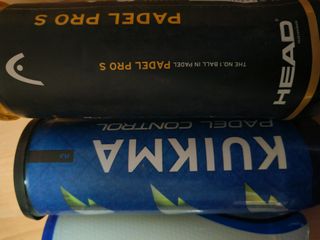 PADEL PRO S
THE NO.1 BALL IN PADEL PADEL PRO S
HEAD
PADEL CONTROL
KUIKMA